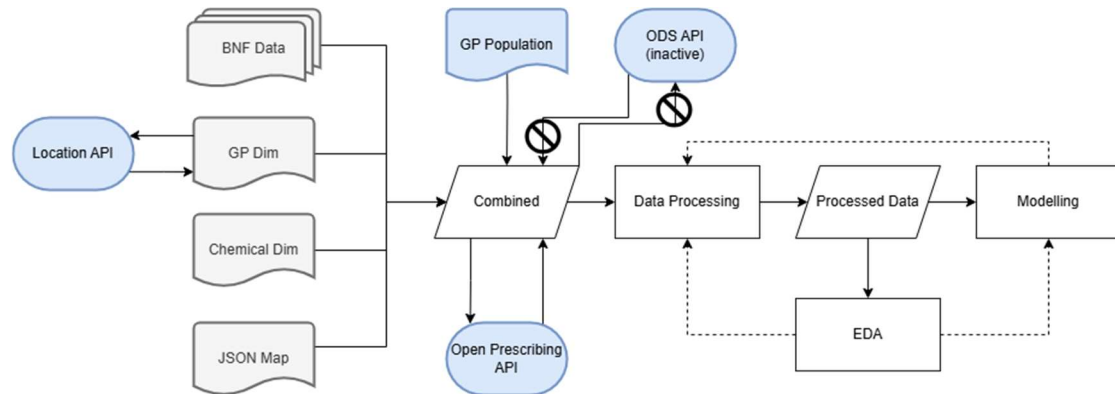 BNF Data
GP Population
ODS API
(inactive)
Location API
GP Dim
Combined
Data Processing
Processed Data
Modelling
Chemical Dim
EDA
JSON Map
Open Prescribing
API